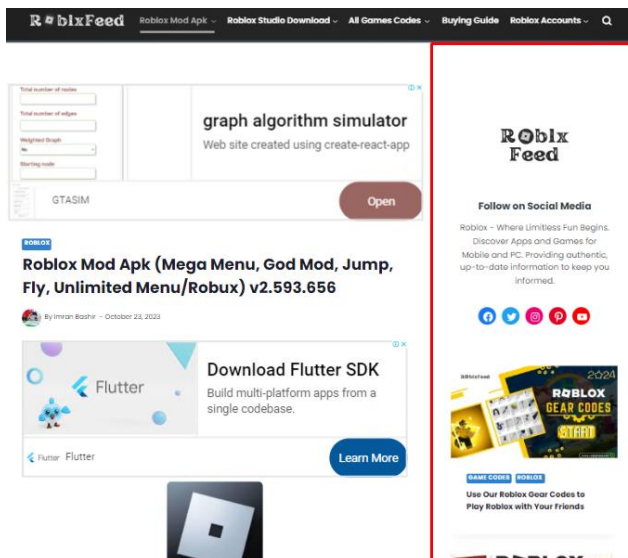 RoblxFeed
Roblox Mod Apk
Roblox Studio Download
All Games Codes
Buying Guide
Roblox Accounts
Total number of nodes
Total number of edges
Weighted Graph
No
Starting node
graph algorithm simulator
Web site created using create-react-app
GTASIM
Open
ROBLOX
Roblox Mod Apk (Mega Menu, God Mod, Jump,
Fly, Unlimited Menu/Robux) v2.593.656
By Imran Bashir - October 23, 2023
Flutter
Download Flutter SDK
Build multi-platform apps from a
single codebase.
Flutter Flutter
Learn More
Roblx
Feed
Follow on Social Media
Roblox - Where Limitless Fun Begins.
Discover Apps and Games for
Mobile and PC. Providing authentic,
up-to-date information to keep you
informed.
RoblxFeed
2024
ROBLOX
GEAR CODES
START
GAME CODES
ROBLOX
Use Our Roblox Gear Codes to
Play Roblox with Your Friends